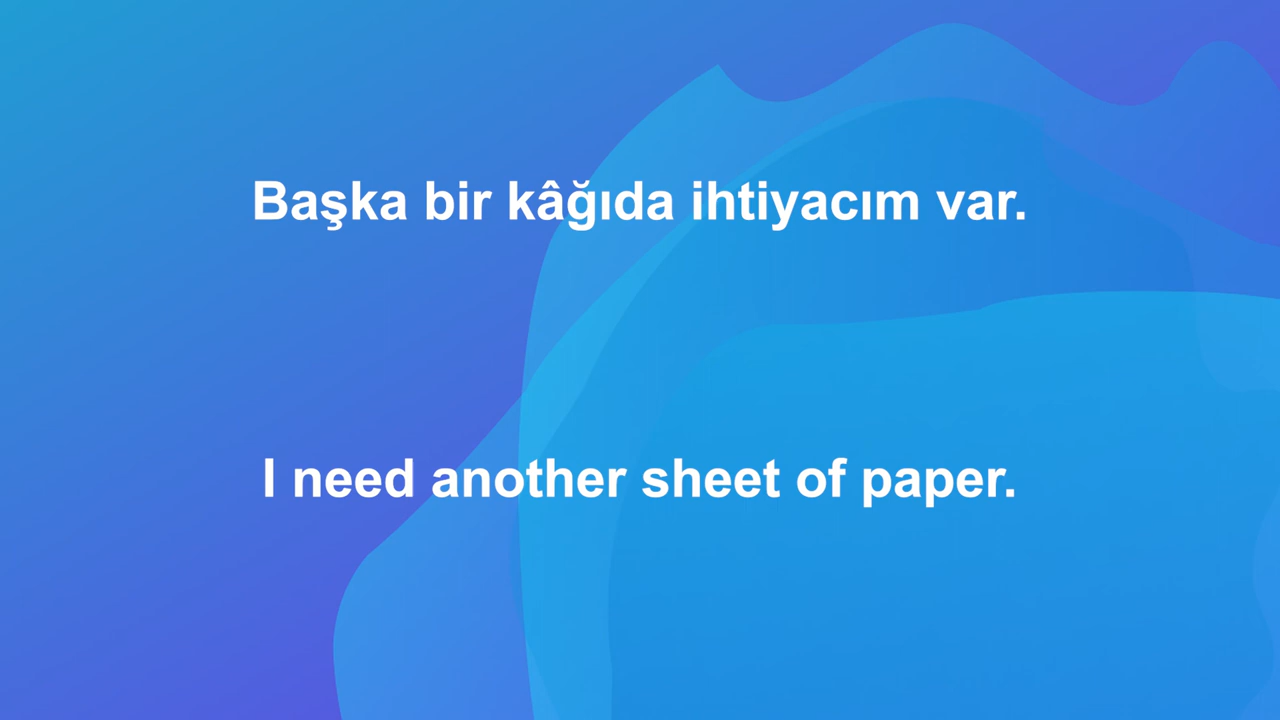 Başka bir kâğıda ihtiyacım var.
I need another sheet of paper.